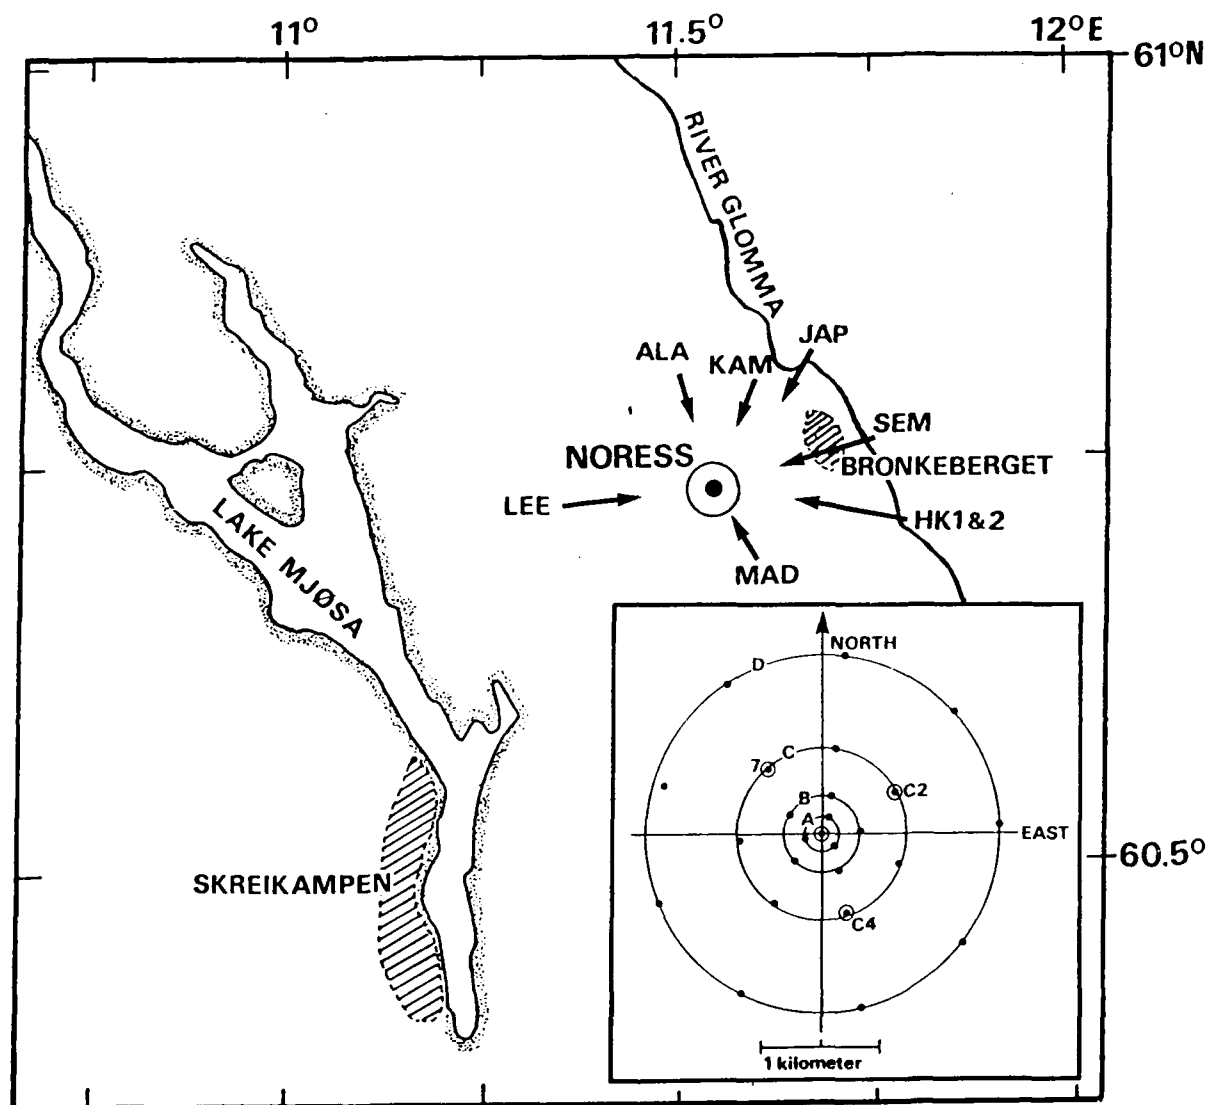 11°
11.5°
12°E
61°N
RIVER GLOMMA
JAP
ALA
KAM
SEM
NORESS
BRONKEBERGET
LEE
HK1&2
MAD
LAKE MJØSA
NORTH
D
C
7
C2
B
A
EAST
60.5°
SKREIKAMPEN
C4
1 kilometer